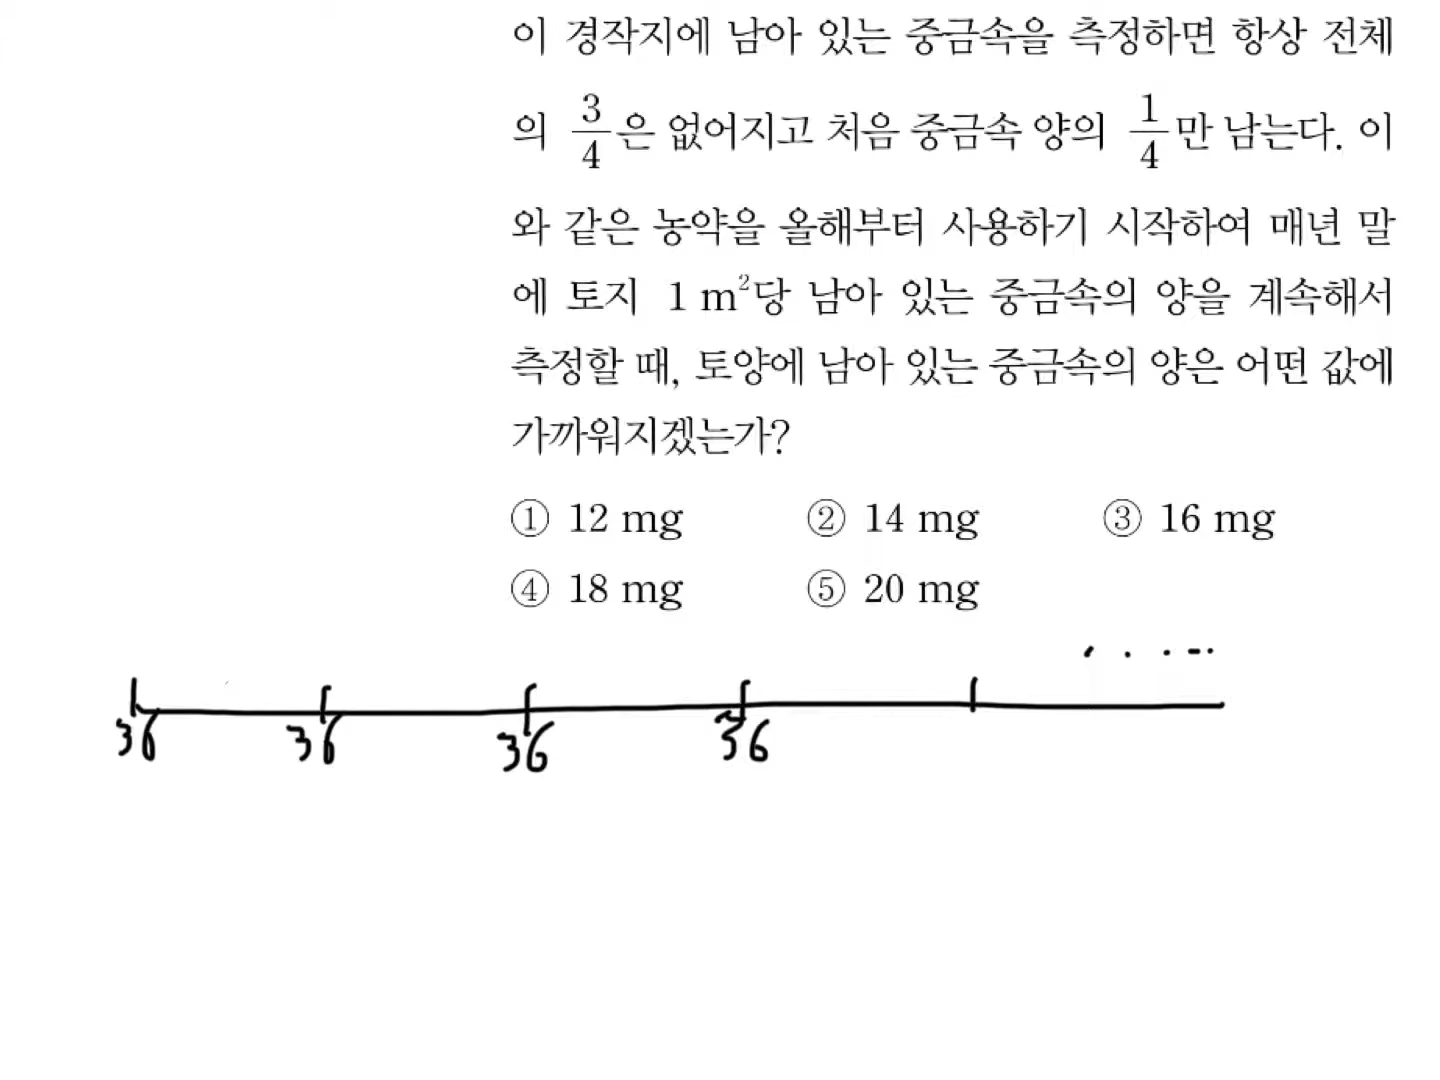 이 경작지에 남아 있는 중금속을 측정하면 항상 전체
의 3/4은 없어지고 처음 중금속 양의 1/4만 남는다. 이
와 같은 농약을 올해부터 사용하기 시작하여 매년 말
에 토지 1 m²당 남아 있는 중금속의 양을 계속해서
측정할 때, 토양에 남아 있는 중금속의 양은 어떤 값에
가까워지겠는가?
① 12 mg ② 14 mg ③ 16 mg
④ 18 mg ⑤ 20 mg
36 36 36 36